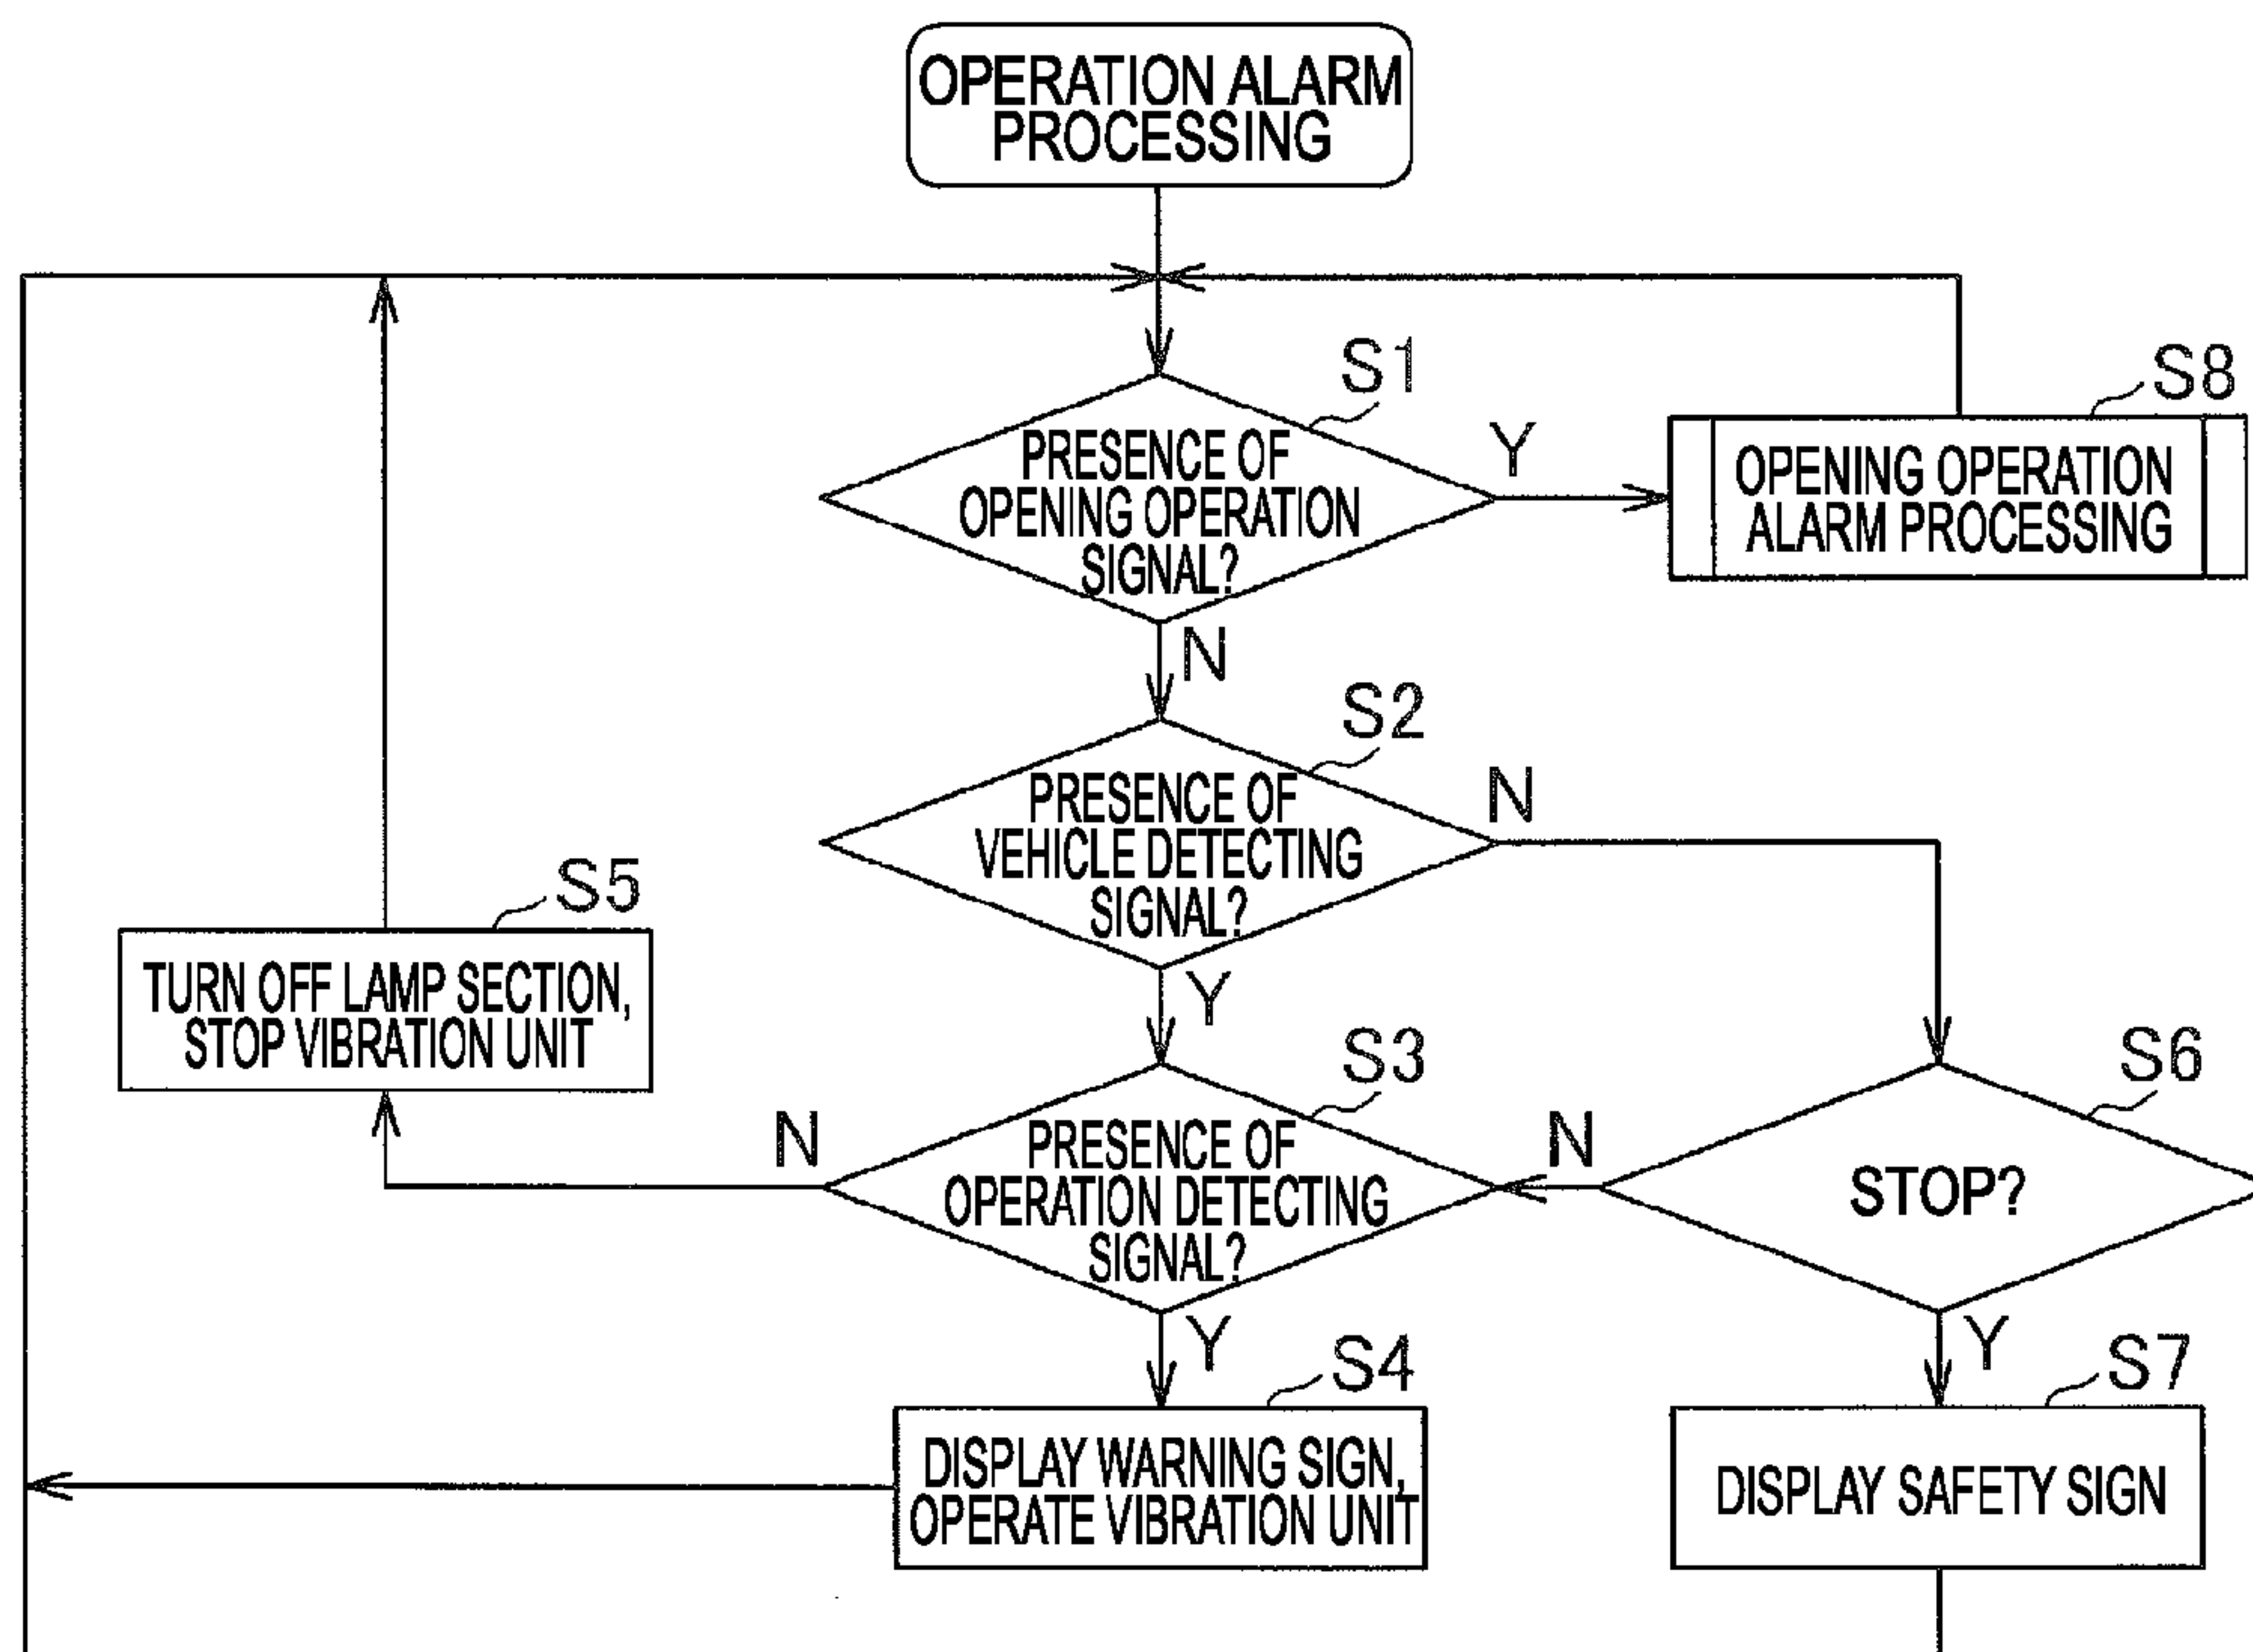 OPERATION ALARM
PROCESSING
S1
PRESENCE OF
OPENING OPERATION
SIGNAL?
Y
S8
OPENING OPERATION
ALARM PROCESSING
N
S2
PRESENCE OF
VEHICLE DETECTING
SIGNAL?
N
S5
TURN OFF LAMP SECTION,
STOP VIBRATION UNIT
Y
S3
PRESENCE OF
OPERATION DETECTING
SIGNAL?
N
N
S6
STOP?
Y
S4
DISPLAY WARNING SIGN,
OPERATE VIBRATION UNIT
Y
S7
DISPLAY SAFETY SIGN